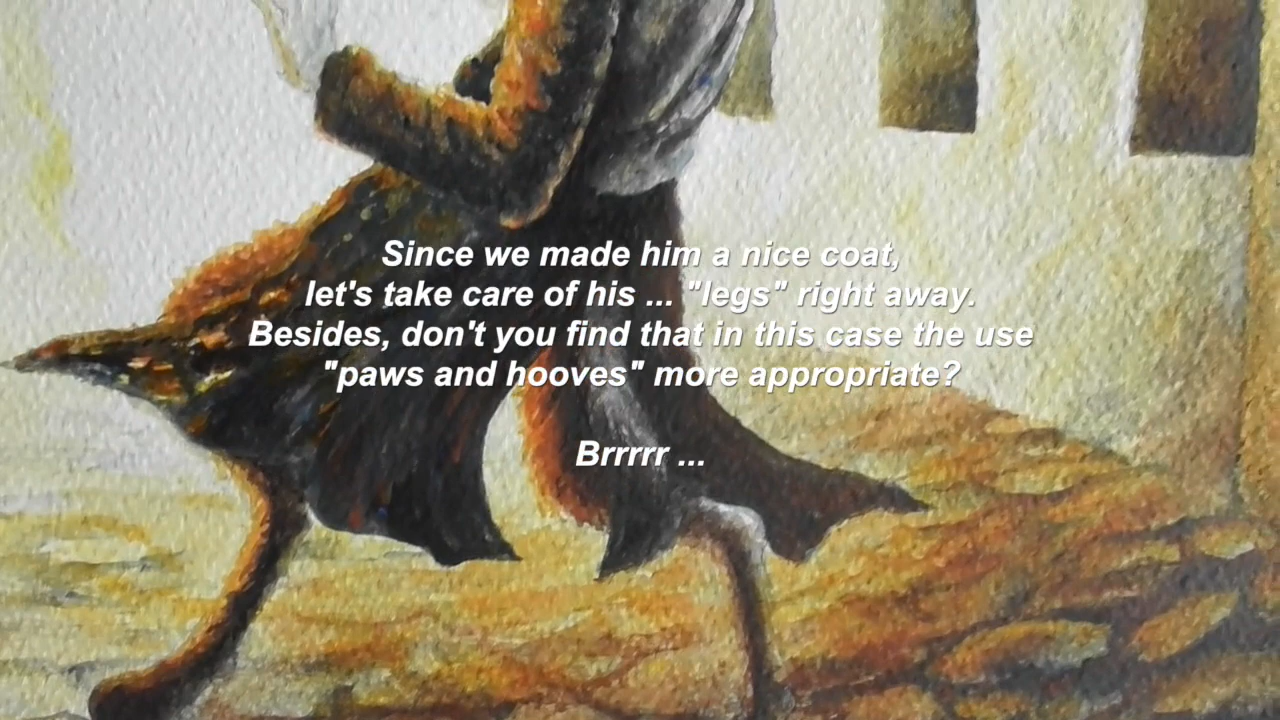 Since we made him a nice coat,
let's take care of his ... "legs" right away.
Besides, don't you find that in this case the use
"paws and hooves" more appropriate?
Brrrrr ...